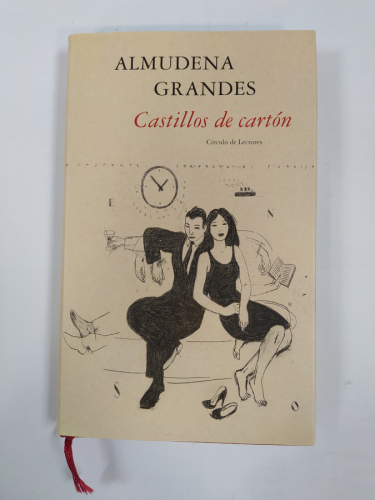 ALMUDENA
GRANDES
Castillos de cartón
Círculo de Lectores